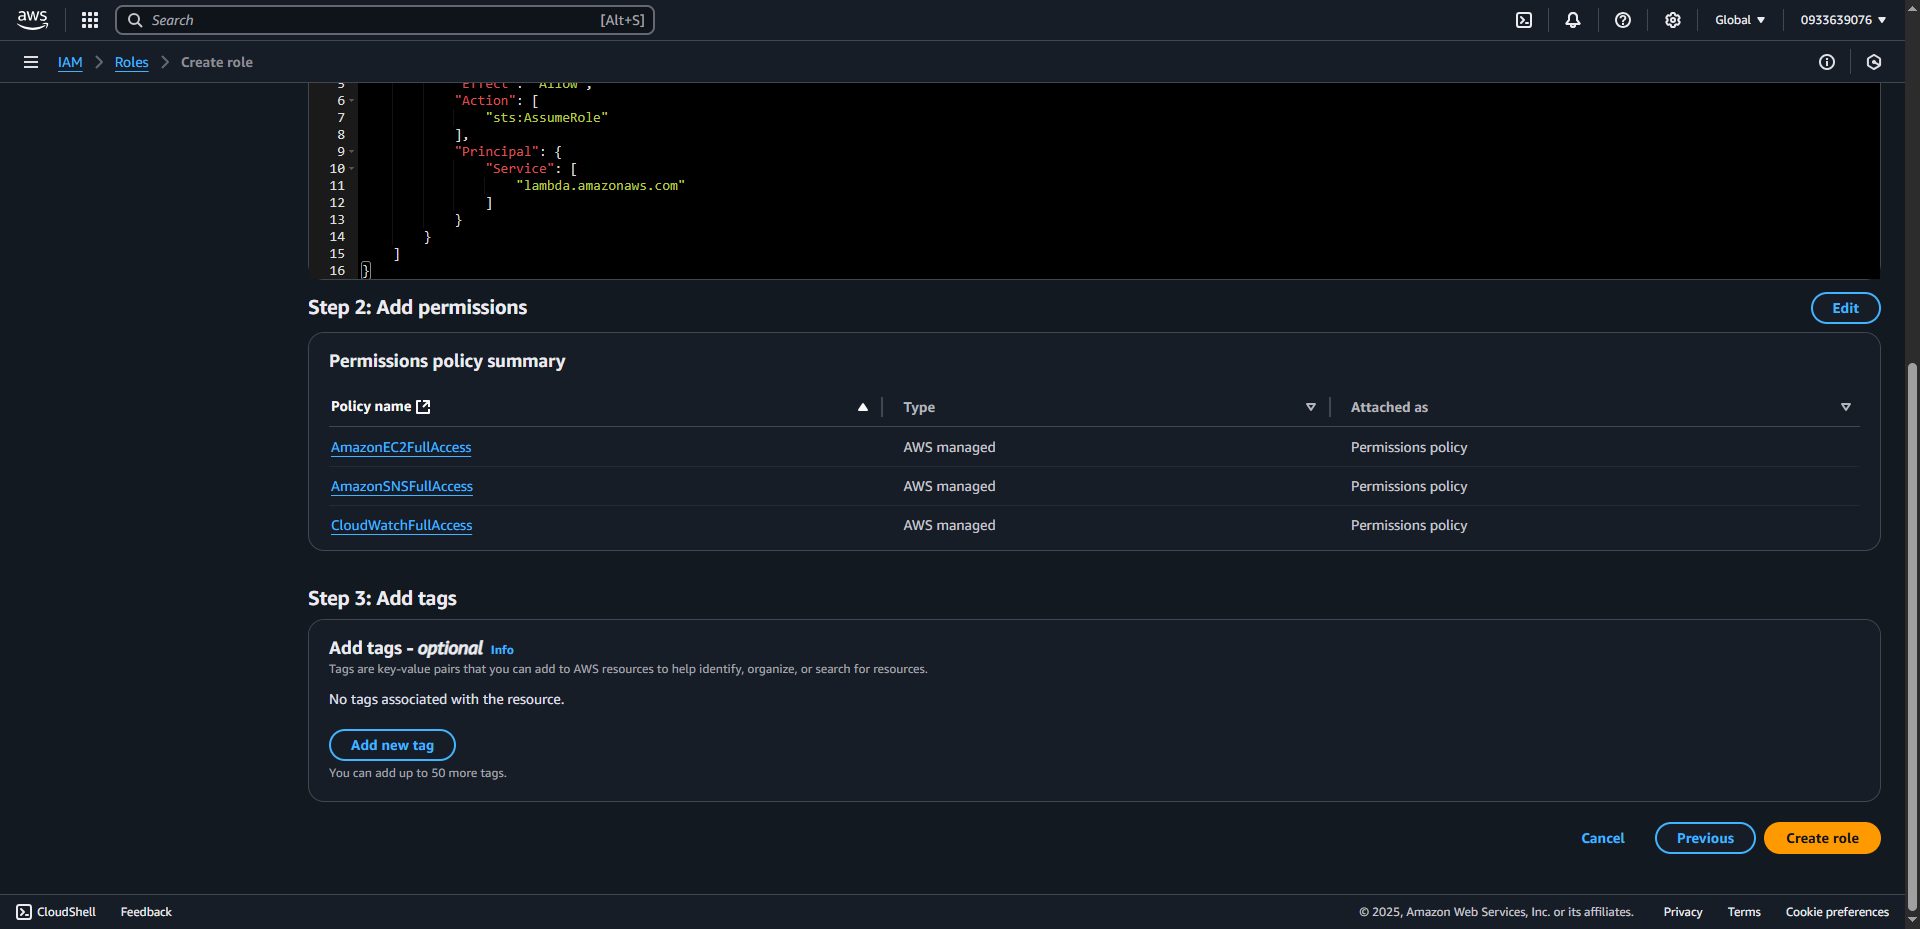 aws
Search [Alt+S]
Global
0933639076
IAM > Roles > Create role
5 "Effect": "Allow",
6 "Action": [
7 "sts:AssumeRole"
8 ],
9 "Principal": {
10 "Service": [
11 "lambda.amazonaws.com"
12 ]
13 }
14 }
15 ]
16 }
Step 2: Add permissions
Edit
Permissions policy summary
Policy name Type Attached as
AmazonEC2FullAccess AWS managed Permissions policy
AmazonSNSFullAccess AWS managed Permissions policy
CloudWatchFullAccess AWS managed Permissions policy
Step 3: Add tags
Add tags - optional Info
Tags are key-value pairs that you can add to AWS resources to help identify, organize, or search for resources.
No tags associated with the resource.
Add new tag
You can add up to 50 more tags.
Cancel Previous Create role
CloudShell Feedback © 2025, Amazon Web Services, Inc. or its affiliates. Privacy Terms Cookie preferences